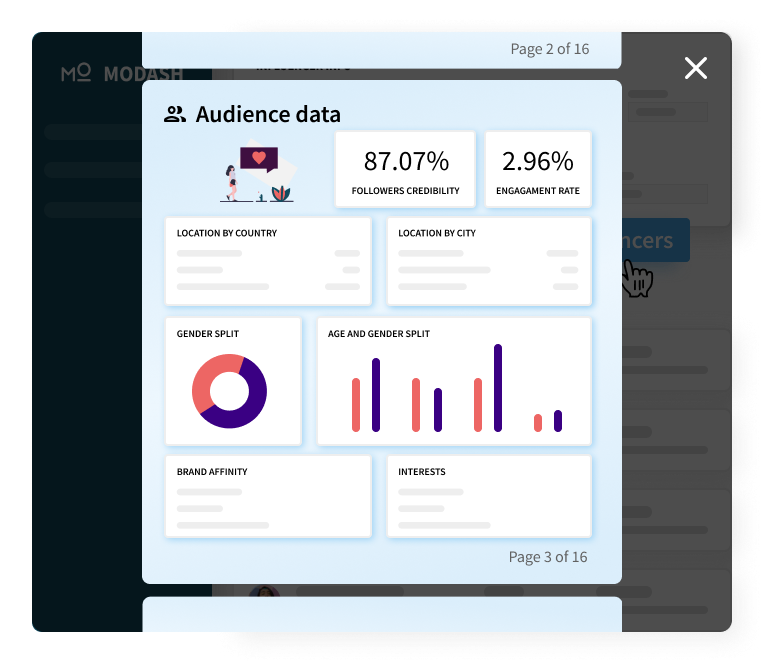 Page 2 of 16
MODASH
Audience data
87.07%
FOLLOWERS CREDIBILITY
2.96%
ENGAGAMENT RATE
LOCATION BY COUNTRY
LOCATION BY CITY
ncers
GENDER SPLIT
AGE AND GENDER SPLIT
BRAND AFFINITY
INTERESTS
Page 3 of 16